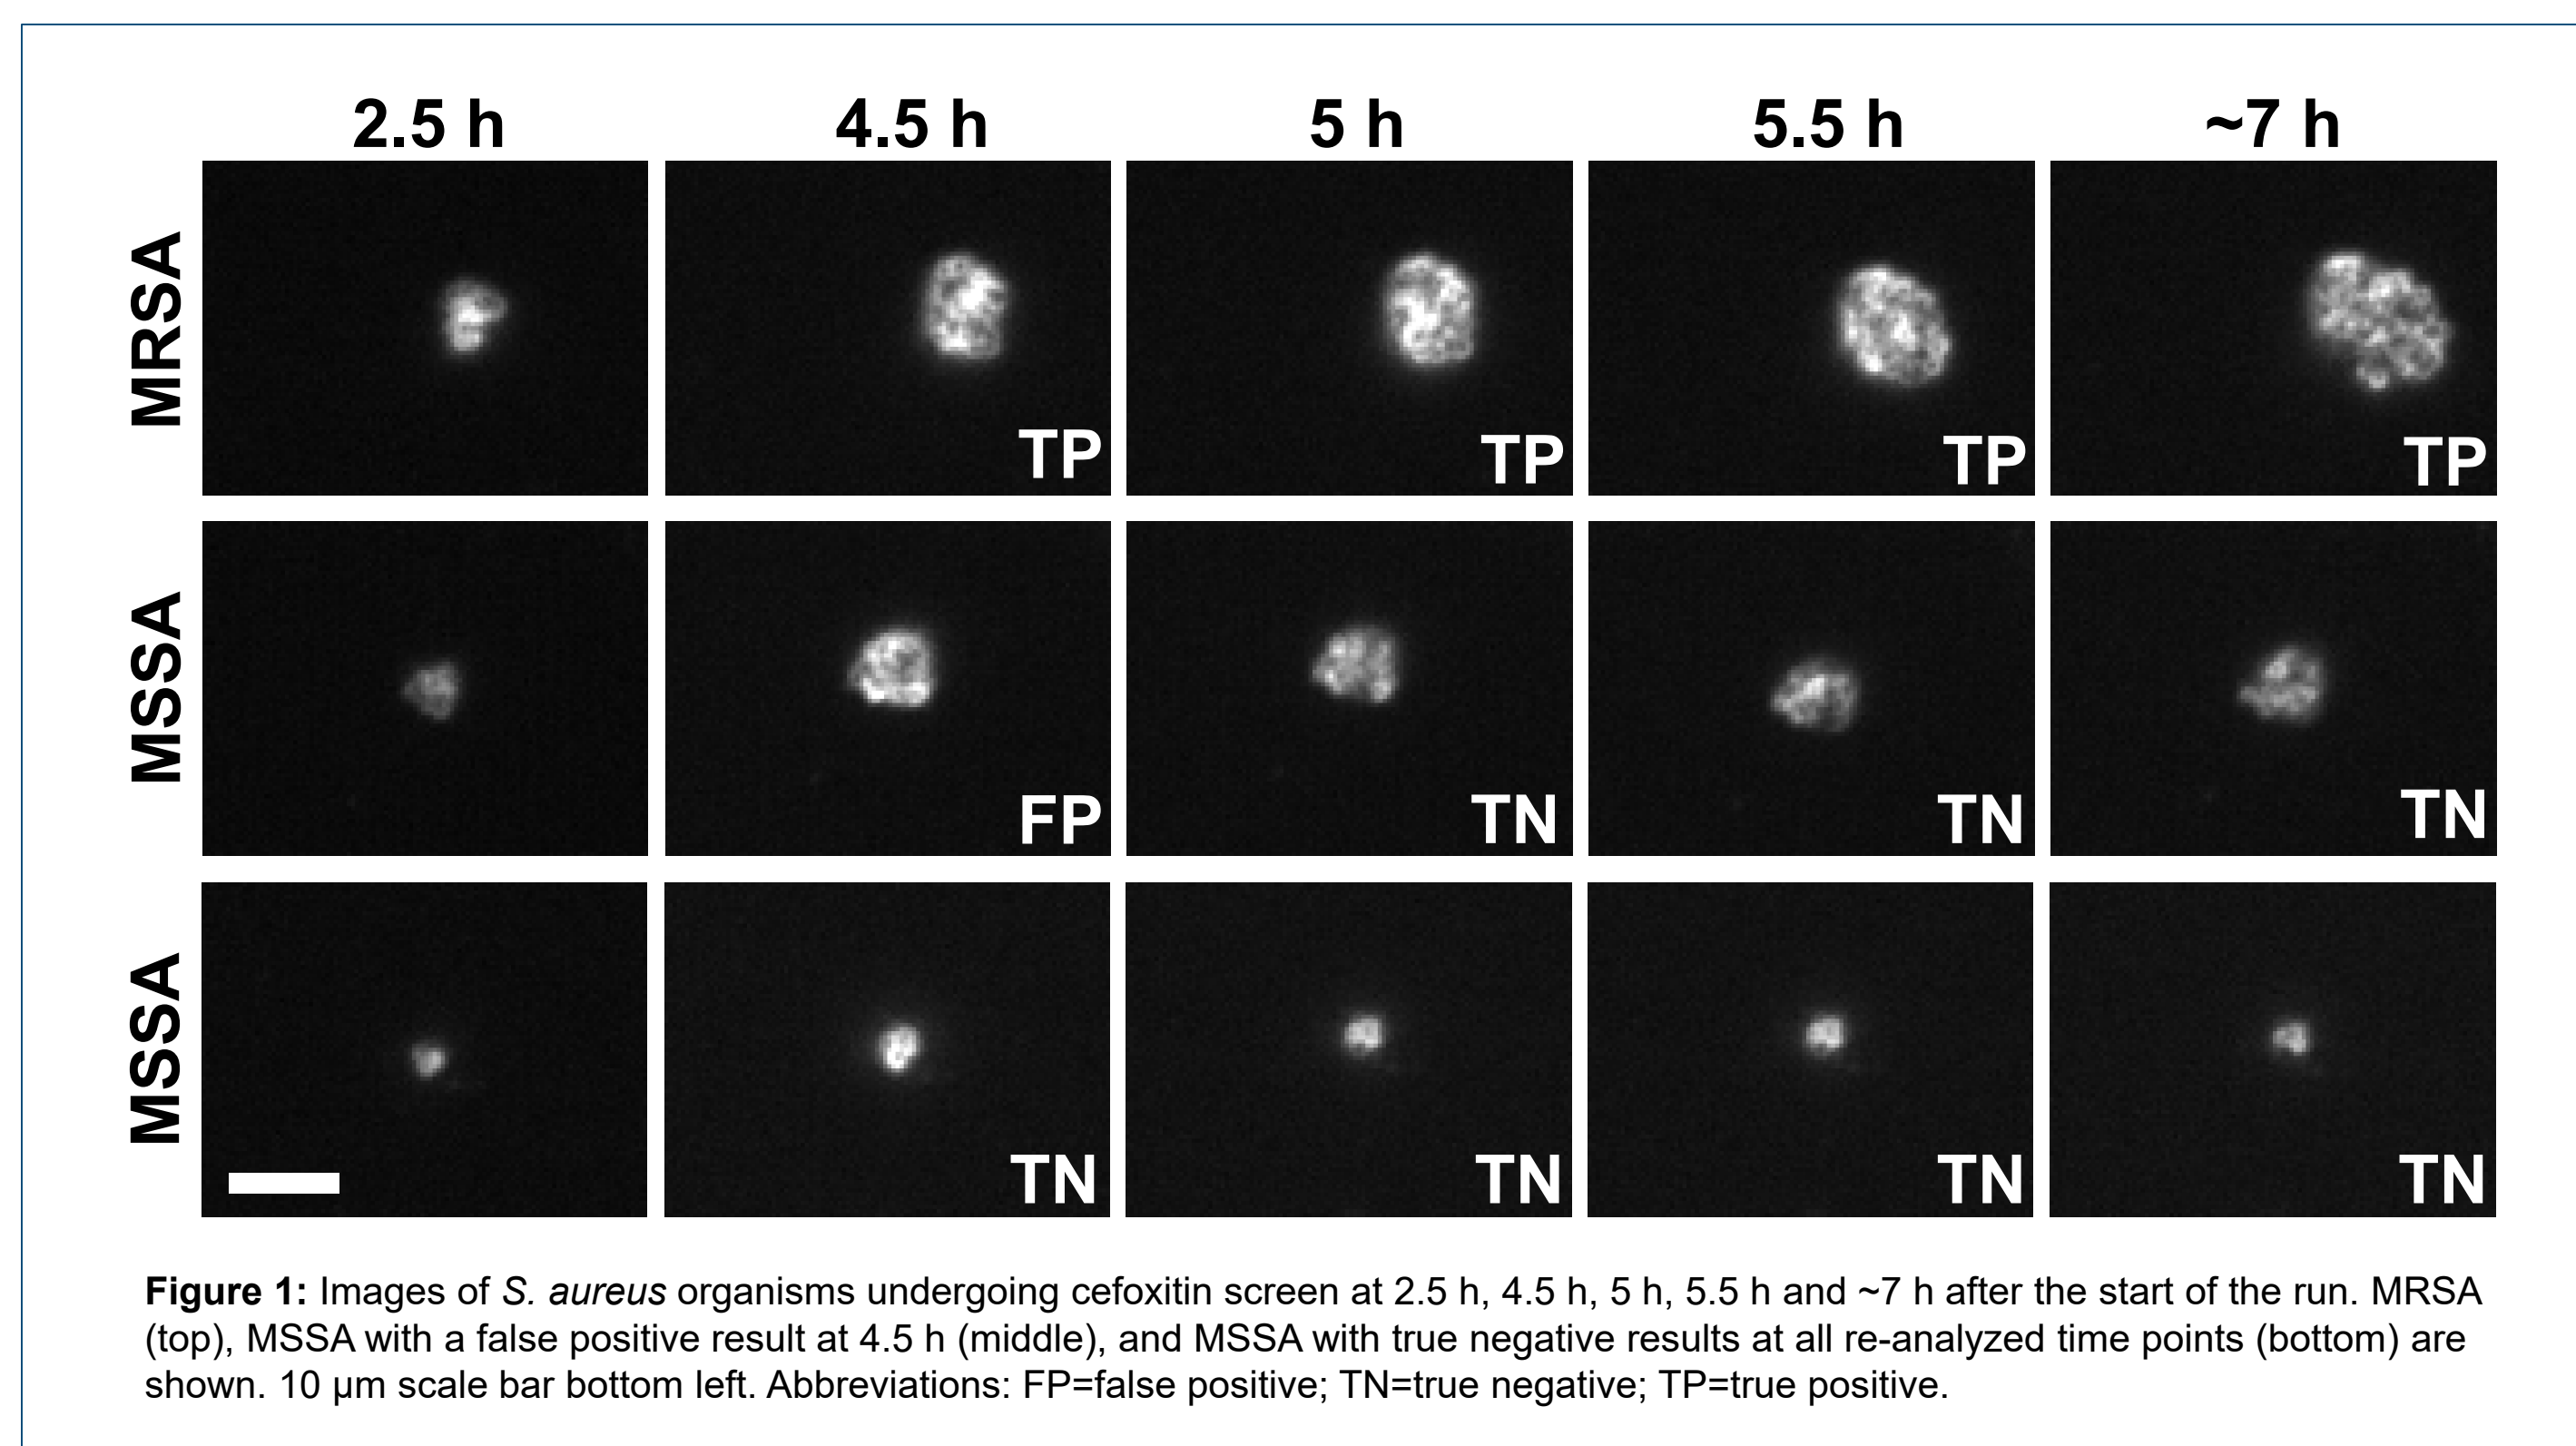 2.5 h 4.5 h 5 h 5.5 h ~7 h
MRSA
TP TP TP TP
MSSA
FP TN TN TN
MSSA
TN TN TN TN
Figure 1: Images of S. aureus organisms undergoing cefoxitin screen at 2.5 h, 4.5 h, 5 h, 5.5 h and ~7 h after the start of the run. MRSA
(top), MSSA with a false positive result at 4.5 h (middle), and MSSA with true negative results at all re-analyzed time points (bottom) are
shown. 10 µm scale bar bottom left. Abbreviations: FP=false positive; TN=true negative; TP=true positive.